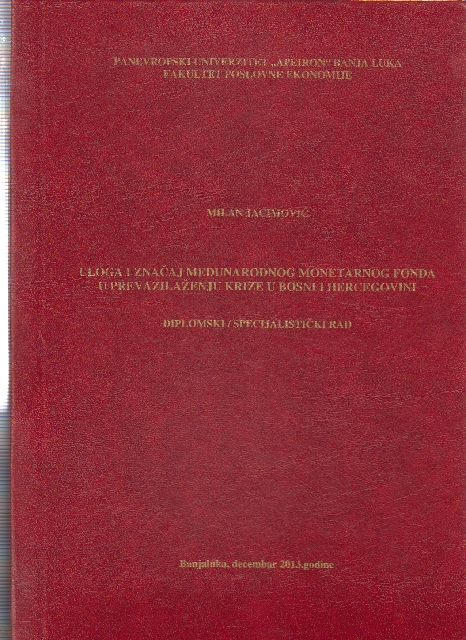 PANEVROPSKI UNIVERZITET „APEIRON“ BANJA LUKA
FAKULTET POSLOVNE EKONOMIJE
MILAN JAĆIMOVIĆ
ULOGA I ZNAČAJ MEĐUNARODNOG MONETARNOG FONDA
U PREVAZILAŽENJU KRIZE U BOSNI I HERCEGOVINI
DIPLOMSKI / SPECIJALISTIČKI RAD
Banjaluka, decembar 2013.godine